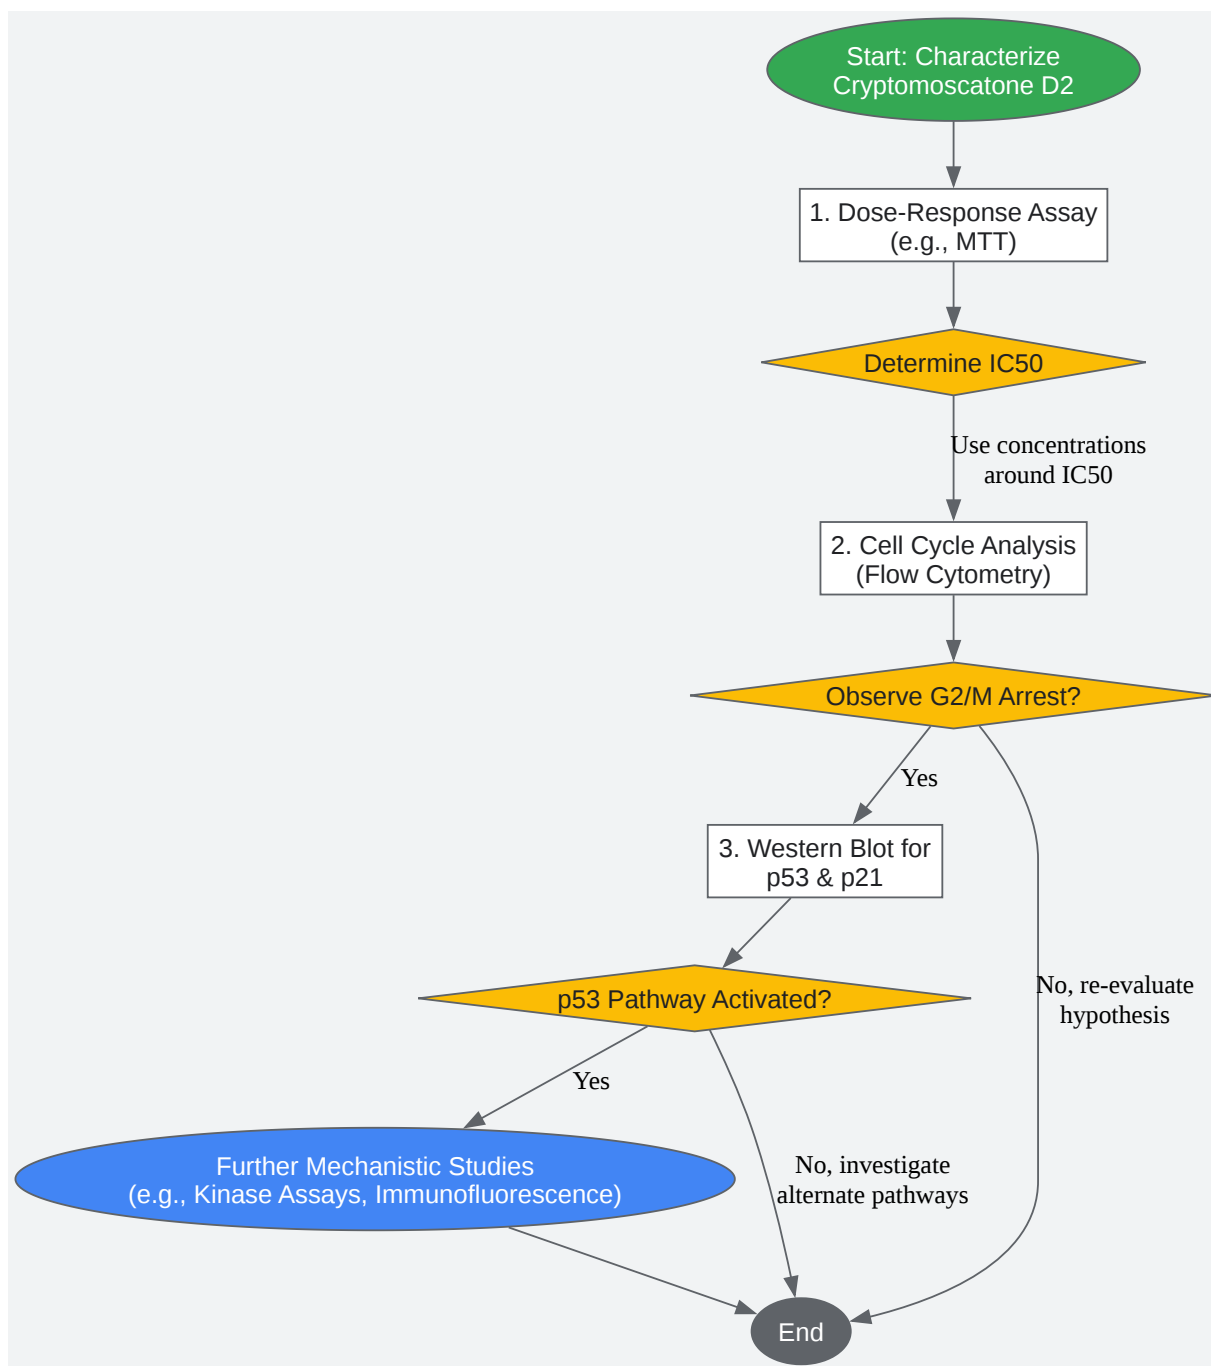 Start: Characterize
Cryptomoscatone D2
1. Dose-Response Assay
(e.g., MTT)
Determine IC50
Use concentrations
around IC50
2. Cell Cycle Analysis
(Flow Cytometry)
Observe G2/M Arrest?
Yes
3. Western Blot for
p53 & p21
No, re-evaluate
hypothesis
p53 Pathway Activated?
Yes
Further Mechanistic Studies
(e.g., Kinase Assays, Immunofluorescence)
No, investigate
alternate pathways
End